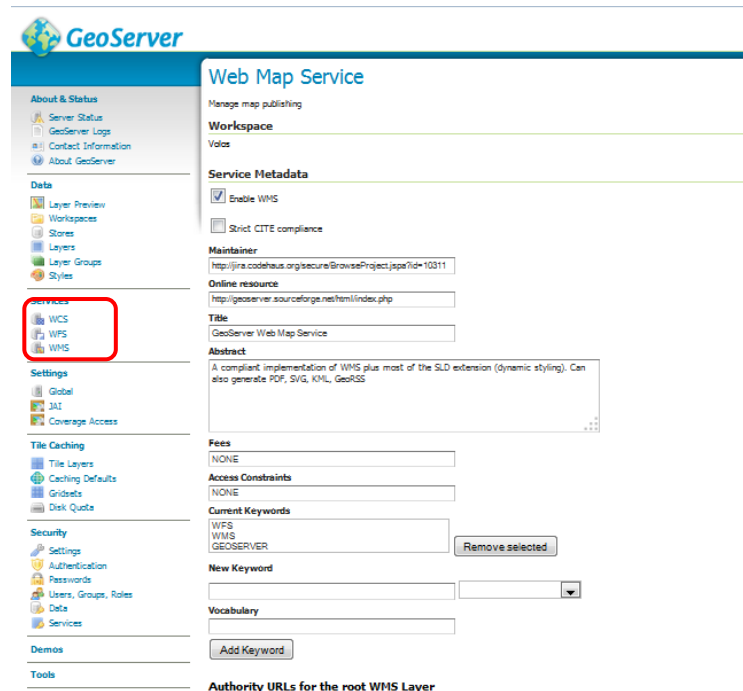 GeoServer
About & Status
Server Status
GeoServer Logs
Contact Information
About GeoServer
Data
Layer Preview
Workspaces
Stores
Layers
Layer Groups
Styles
Services
WCS
WFS
WMS
Settings
Global
JAI
Coverage Access
Tile Caching
Tile Layers
Caching Defaults
Gridsets
Disk Quota
Security
Settings
Authentication
Passwords
Users, Groups, Roles
Data
Services
Demos
Tools
Web Map Service
Manage map publishing
Workspace
Volos
Service Metadata
Enable WMS
Strict CITE compliance
Maintainer
http://jira.codehaus.org/secure/BrowseProject.jspa?id=10311
Online resource
http://geoserver.sourceforge.net/html/index.php
Title
GeoServer Web Map Service
Abstract
A compliant implementation of WMS plus most of the SLD extension (dynamic styling). Can
also generate PDF, SVG, KML, GeoRSS
Fees
NONE
Access Constraints
NONE
Current Keywords
WFS
WMS
GEOSERVER
Remove selected
New Keyword
Vocabulary
Add Keyword
Authority URLs for the root WMS Layer